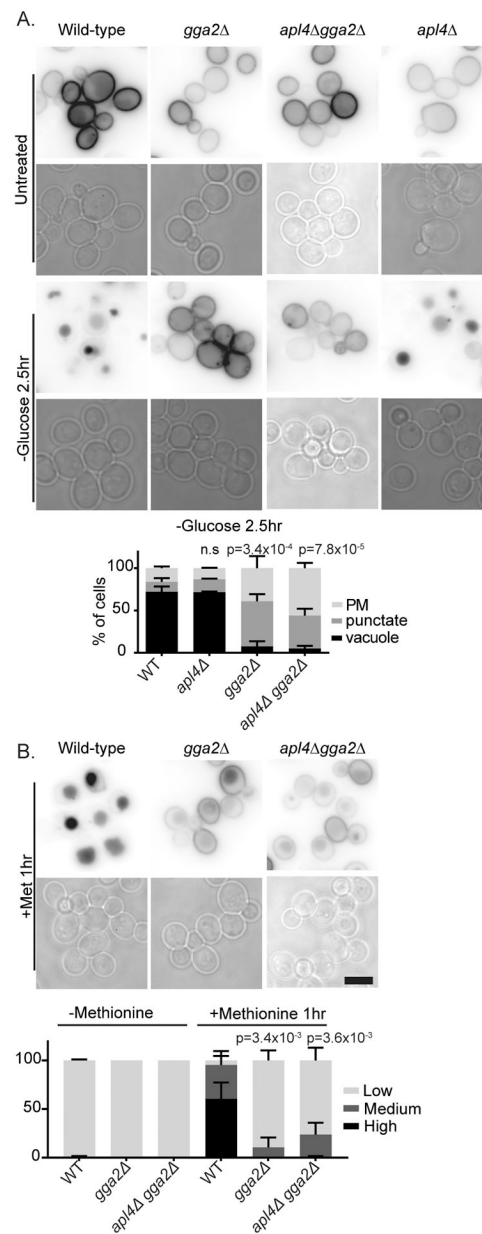 A.
Wild-type gga2Δ apl4Δgga2Δ apl4Δ
Untreated
-Glucose 2.5hr
-Glucose 2.5hr
n.s p=3.4x10⁻⁴ p=7.8x10⁻⁵
100
50
0
% of cells
PM
punctate
vacuole
WT apl4Δ gga2Δ apl4Δ gga2Δ
B.
Wild-type gga2Δ apl4Δgga2Δ
+Met 1hr
-Methionine +Methionine 1hr
p=3.4x10⁻³ p=3.6x10⁻³
100
50
0
Low
Medium
High
WT gga2Δ apl4Δ gga2Δ WT gga2Δ apl4Δ gga2Δ